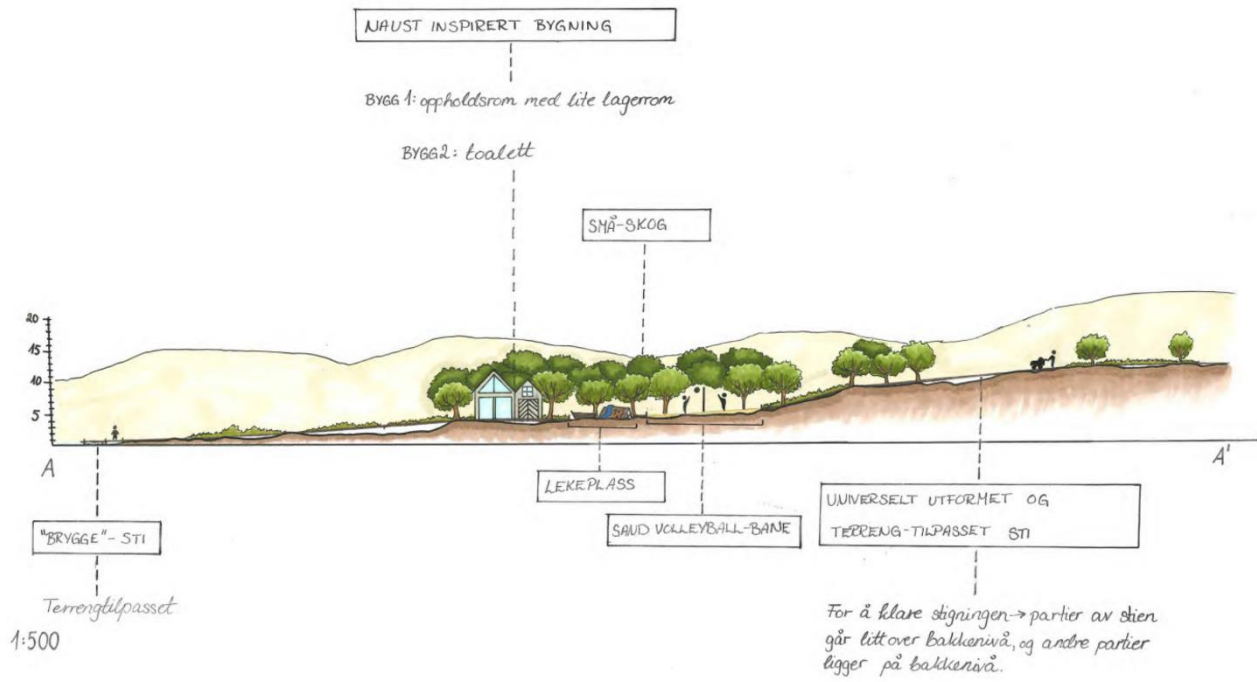 NAUST INSPIRERT BYGNING
BYGG 1: oppholdsrom med lite lagerrom
BYGG2: toalett
SMÅ-SKOG
20
15
10
5
A
A'
LEKEPLASS
SAND VOLLEYBALL-BANE
UNIVERSELT UTFORMET OG
TERRENG-TILPASSET STI
"BRYGGE"- STI
Terrengtilpasset
For å klare stigningen → partier av stien
går litt over bakkenivå, og andre partier
ligger på bakkenivå.
1:500